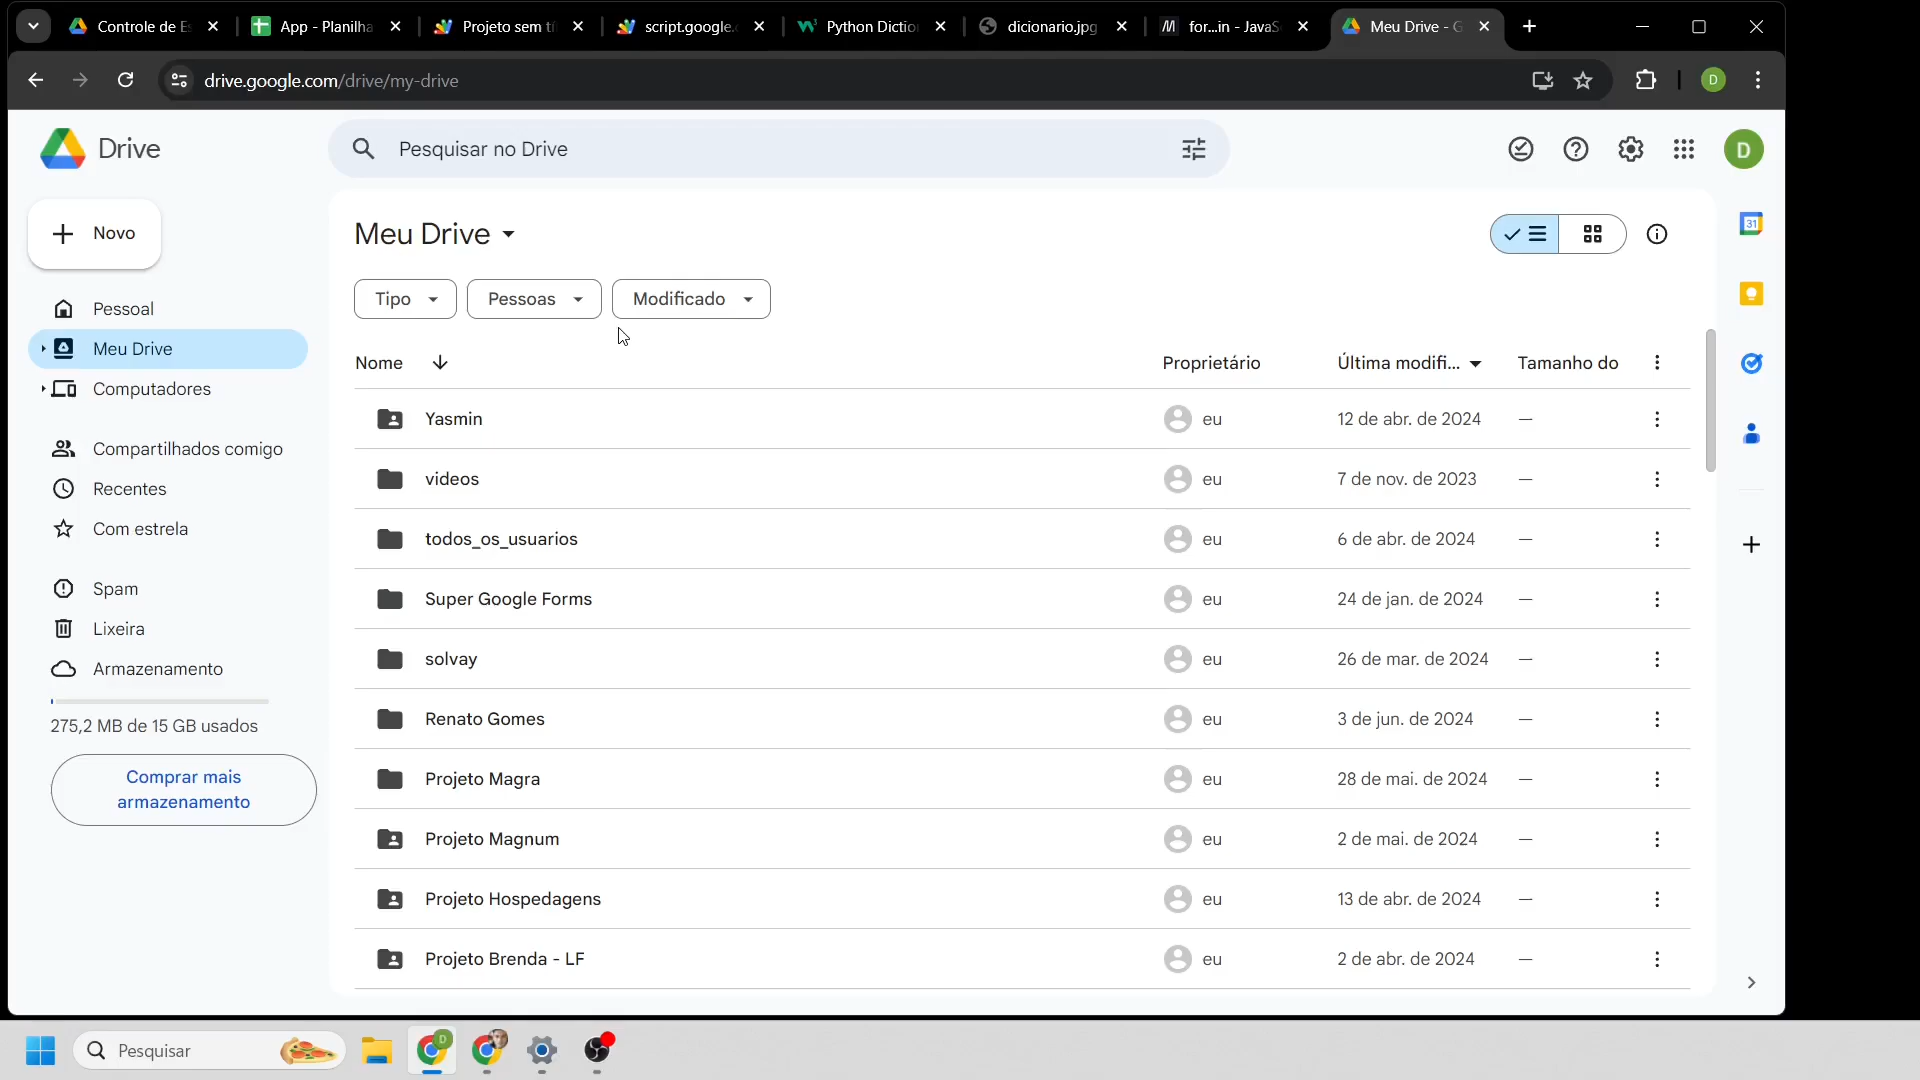 Controle de Es
App - Planilha
Projeto sem tí
script.google.c
Python Diction
dicionario.jpg
for...in - JavaSc
Meu Drive - G
drive.google.com/drive/my-drive
D
Drive
Pesquisar no Drive
D
Novo
Meu Drive
31
Tipo
Pessoas
Modificado
Pessoal
Meu Drive
Computadores
Compartilhados comigo
Recentes
Com estrela
Spam
Lixeira
Armazenamento
275,2 MB de 15 GB usados
Comprar mais
armazenamento
Nome Proprietário Última modifi... Tamanho do
Yasmin eu 12 de abr. de 2024 —
videos eu 7 de nov. de 2023 —
todos_os_usuarios eu 6 de abr. de 2024 —
Super Google Forms eu 24 de jan. de 2024 —
solvay eu 26 de mar. de 2024 —
Renato Gomes eu 3 de jun. de 2024 —
Projeto Magra eu 28 de mai. de 2024 —
Projeto Magnum eu 2 de mai. de 2024 —
Projeto Hospedagens eu 13 de abr. de 2024 —
Projeto Brenda - LF eu 2 de abr. de 2024 —
Pesquisar
D